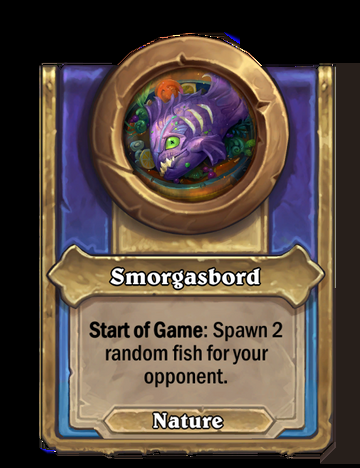 Smorgasbord
Start of Game: Spawn 2
random fish for your
opponent.
Nature